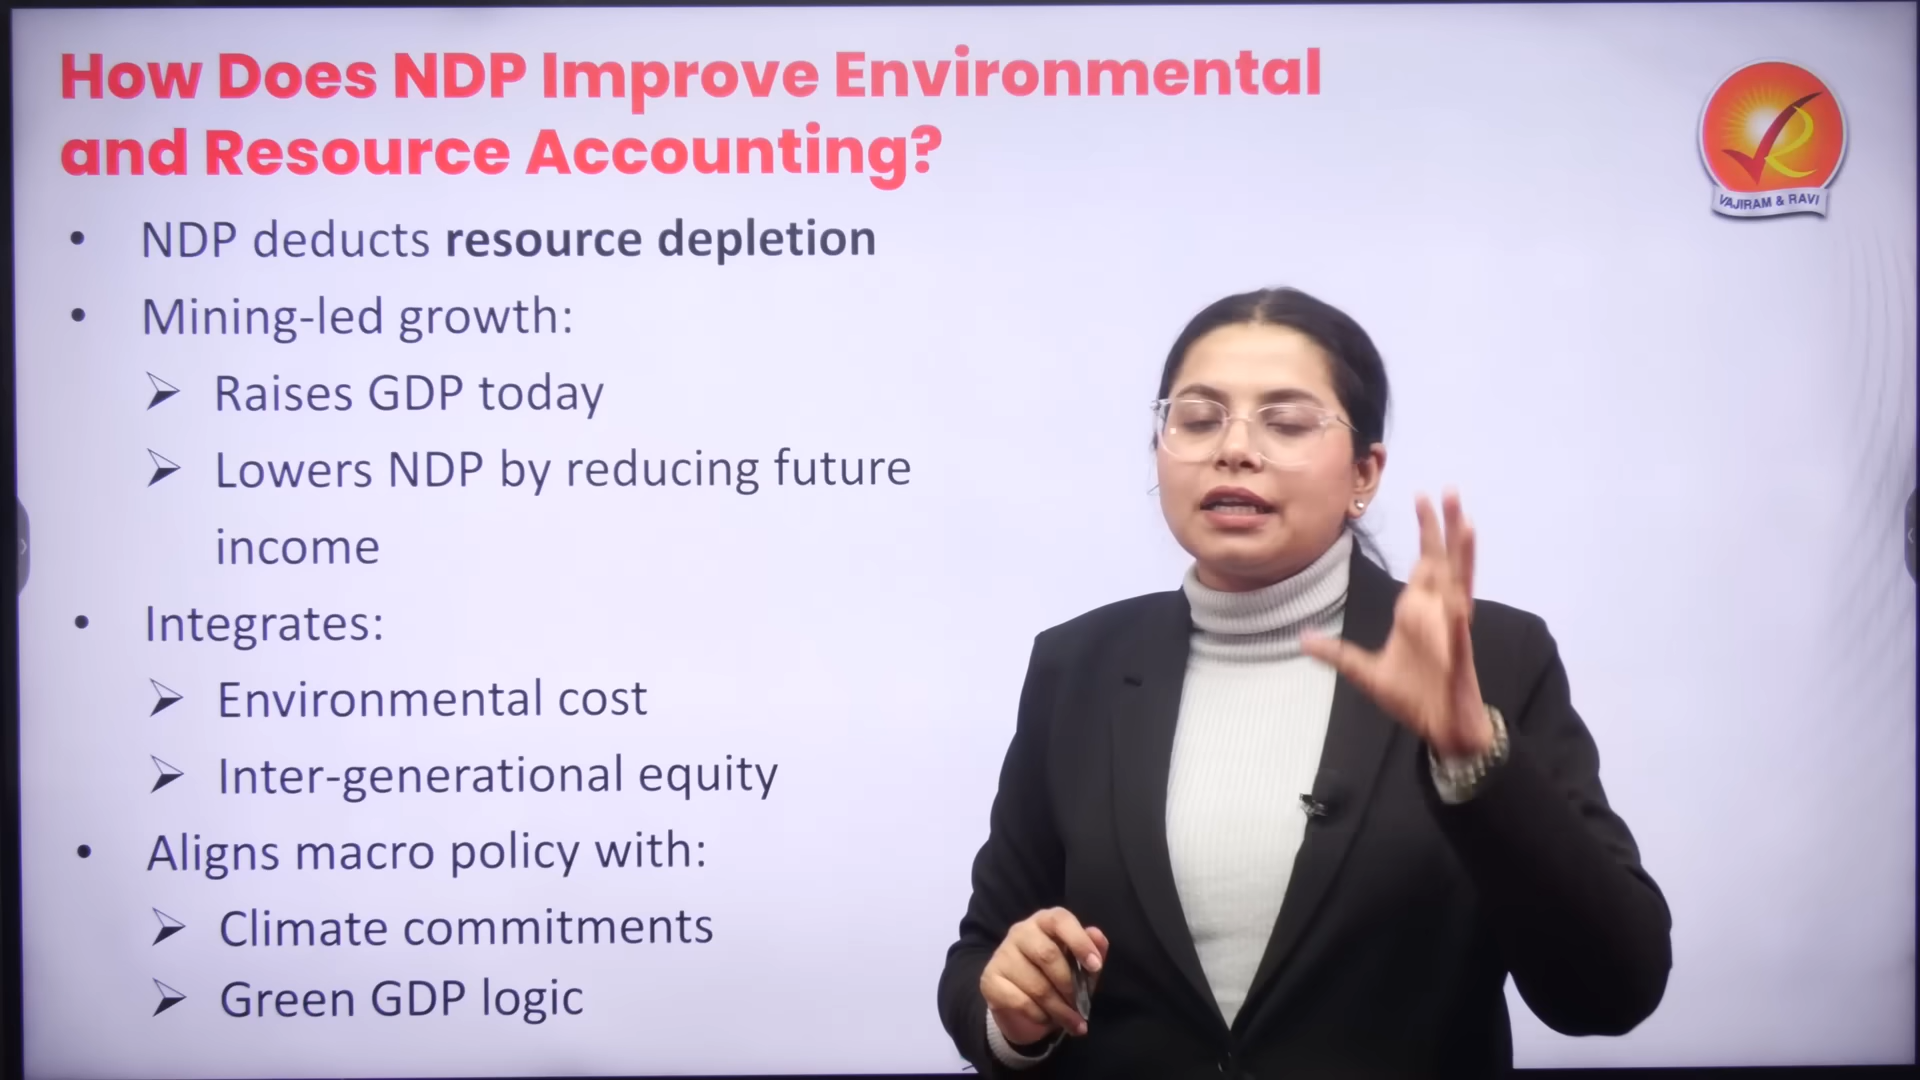 How Does NDP Improve Environmental
and Resource Accounting?
VAJIRAM & RAVI
• NDP deducts resource depletion
• Mining-led growth:
➢ Raises GDP today
➢ Lowers NDP by reducing future
income
• Integrates:
➢ Environmental cost
➢ Inter-generational equity
• Aligns macro policy with:
➢ Climate commitments
➢ Green GDP logic